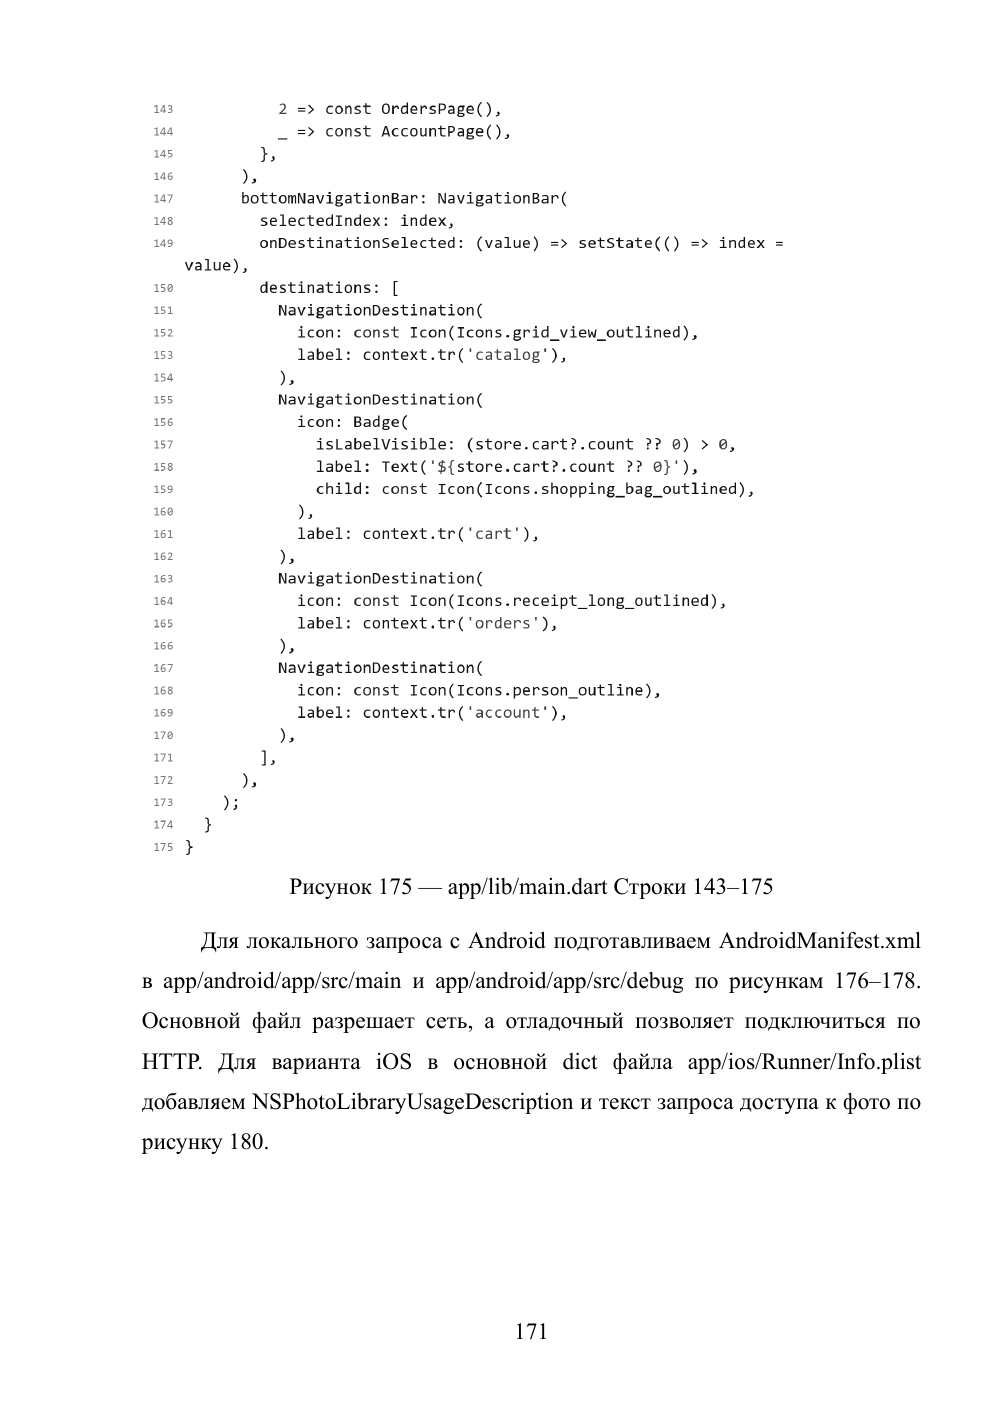 143           2 => const OrdersPage(),
144           _ => const AccountPage(),
145         },
146       ),
147       bottomNavigationBar: NavigationBar(
148         selectedIndex: index,
149         onDestinationSelected: (value) => setState(() => index =
value),
150         destinations: [
151           NavigationDestination(
152             icon: const Icon(Icons.grid_view_outlined),
153             label: context.tr('catalog'),
154           ),
155           NavigationDestination(
156             icon: Badge(
157               isLabelVisible: (store.cart?.count ?? 0) > 0,
158               label: Text('${store.cart?.count ?? 0}'),
159               child: const Icon(Icons.shopping_bag_outlined),
160             ),
161             label: context.tr('cart'),
162           ),
163           NavigationDestination(
164             icon: const Icon(Icons.receipt_long_outlined),
165             label: context.tr('orders'),
166           ),
167           NavigationDestination(
168             icon: const Icon(Icons.person_outline),
169             label: context.tr('account'),
170           ),
171         ],
172       ),
173     );
174   }
175 }
Рисунок 175 — app/lib/main.dart Строки 143–175
Для локального запроса с Android подготавливаем AndroidManifest.xml
в app/android/app/src/main и app/android/app/src/debug по рисункам 176–178.
Основной файл разрешает сеть, а отладочный позволяет подключиться по
HTTP. Для варианта iOS в основной dict файла app/ios/Runner/Info.plist
добавляем NSPhotoLibraryUsageDescription и текст запроса доступа к фото по
рисунку 180.
171